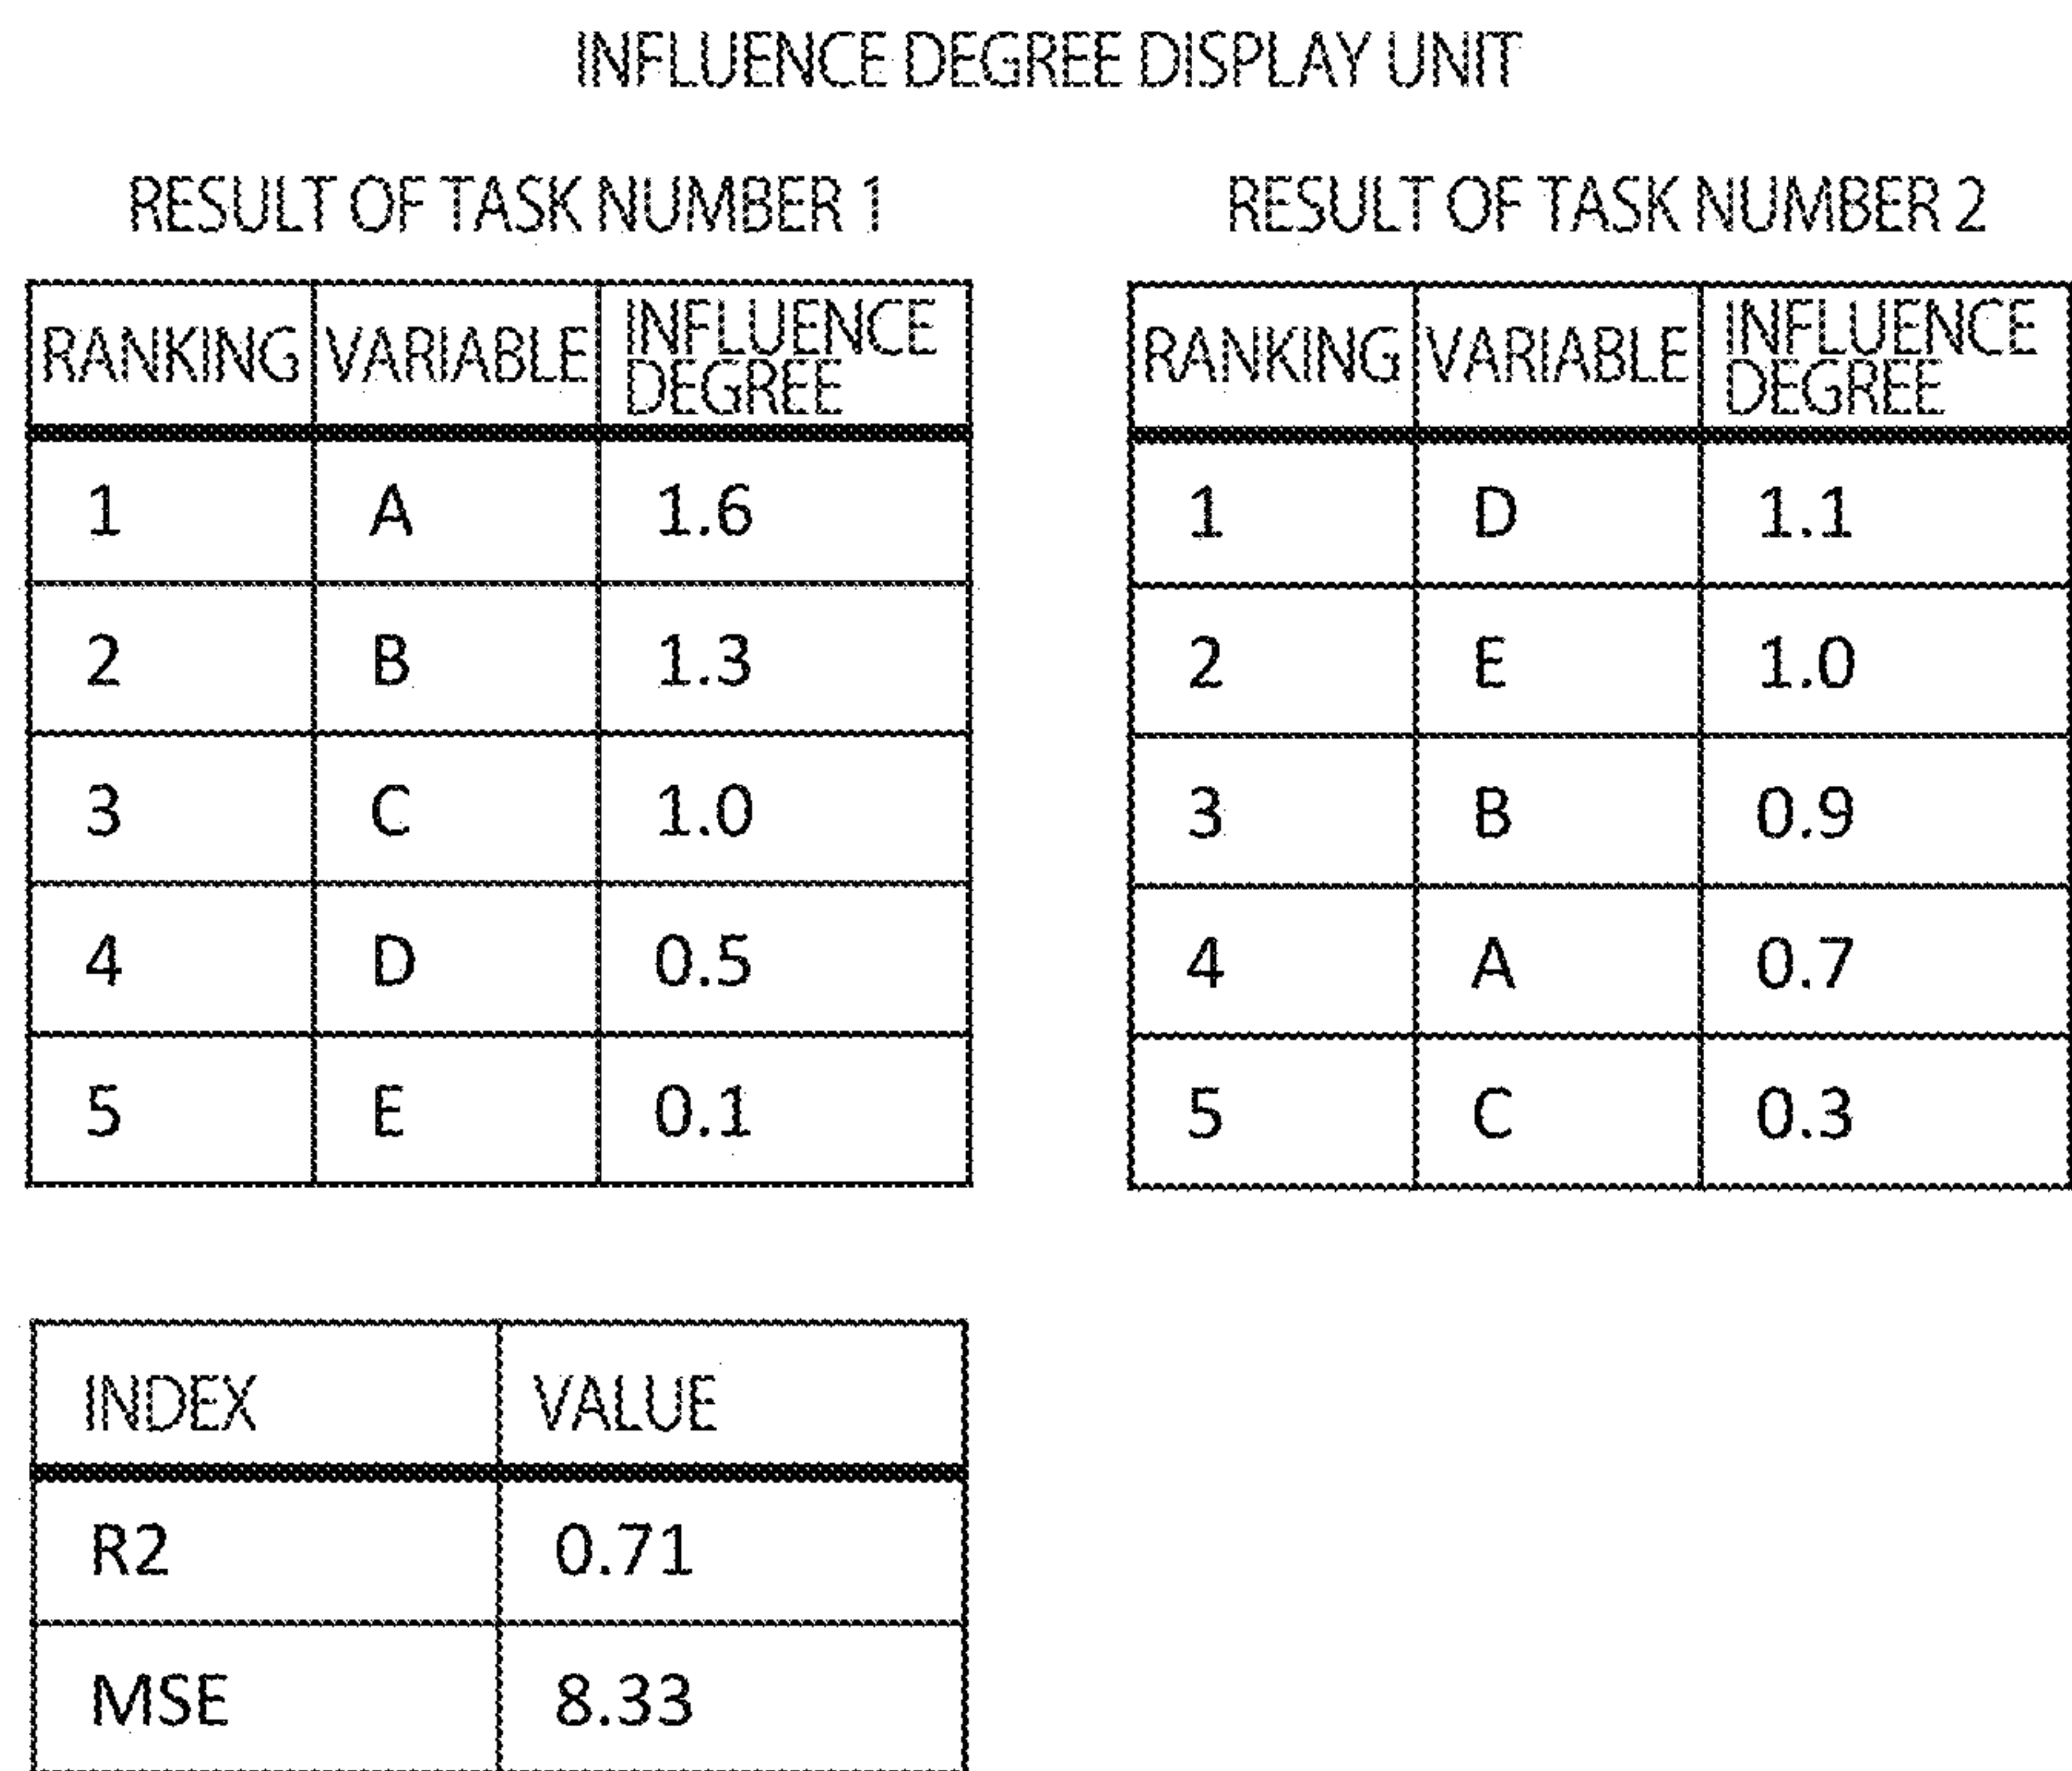 INFLUENCE DEGREE DISPLAY UNIT
RESULT OF TASK NUMBER 1
RANKING VARIABLE INFLUENCE DEGREE
1 A 1.6
2 B 1.3
3 C 1.0
4 D 0.5
5 E 0.1
RESULT OF TASK NUMBER 2
RANKING VARIABLE INFLUENCE DEGREE
1 D 1.1
2 E 1.0
3 B 0.9
4 A 0.7
5 C 0.3
INDEX VALUE
R2 0.71
MSE 8.33